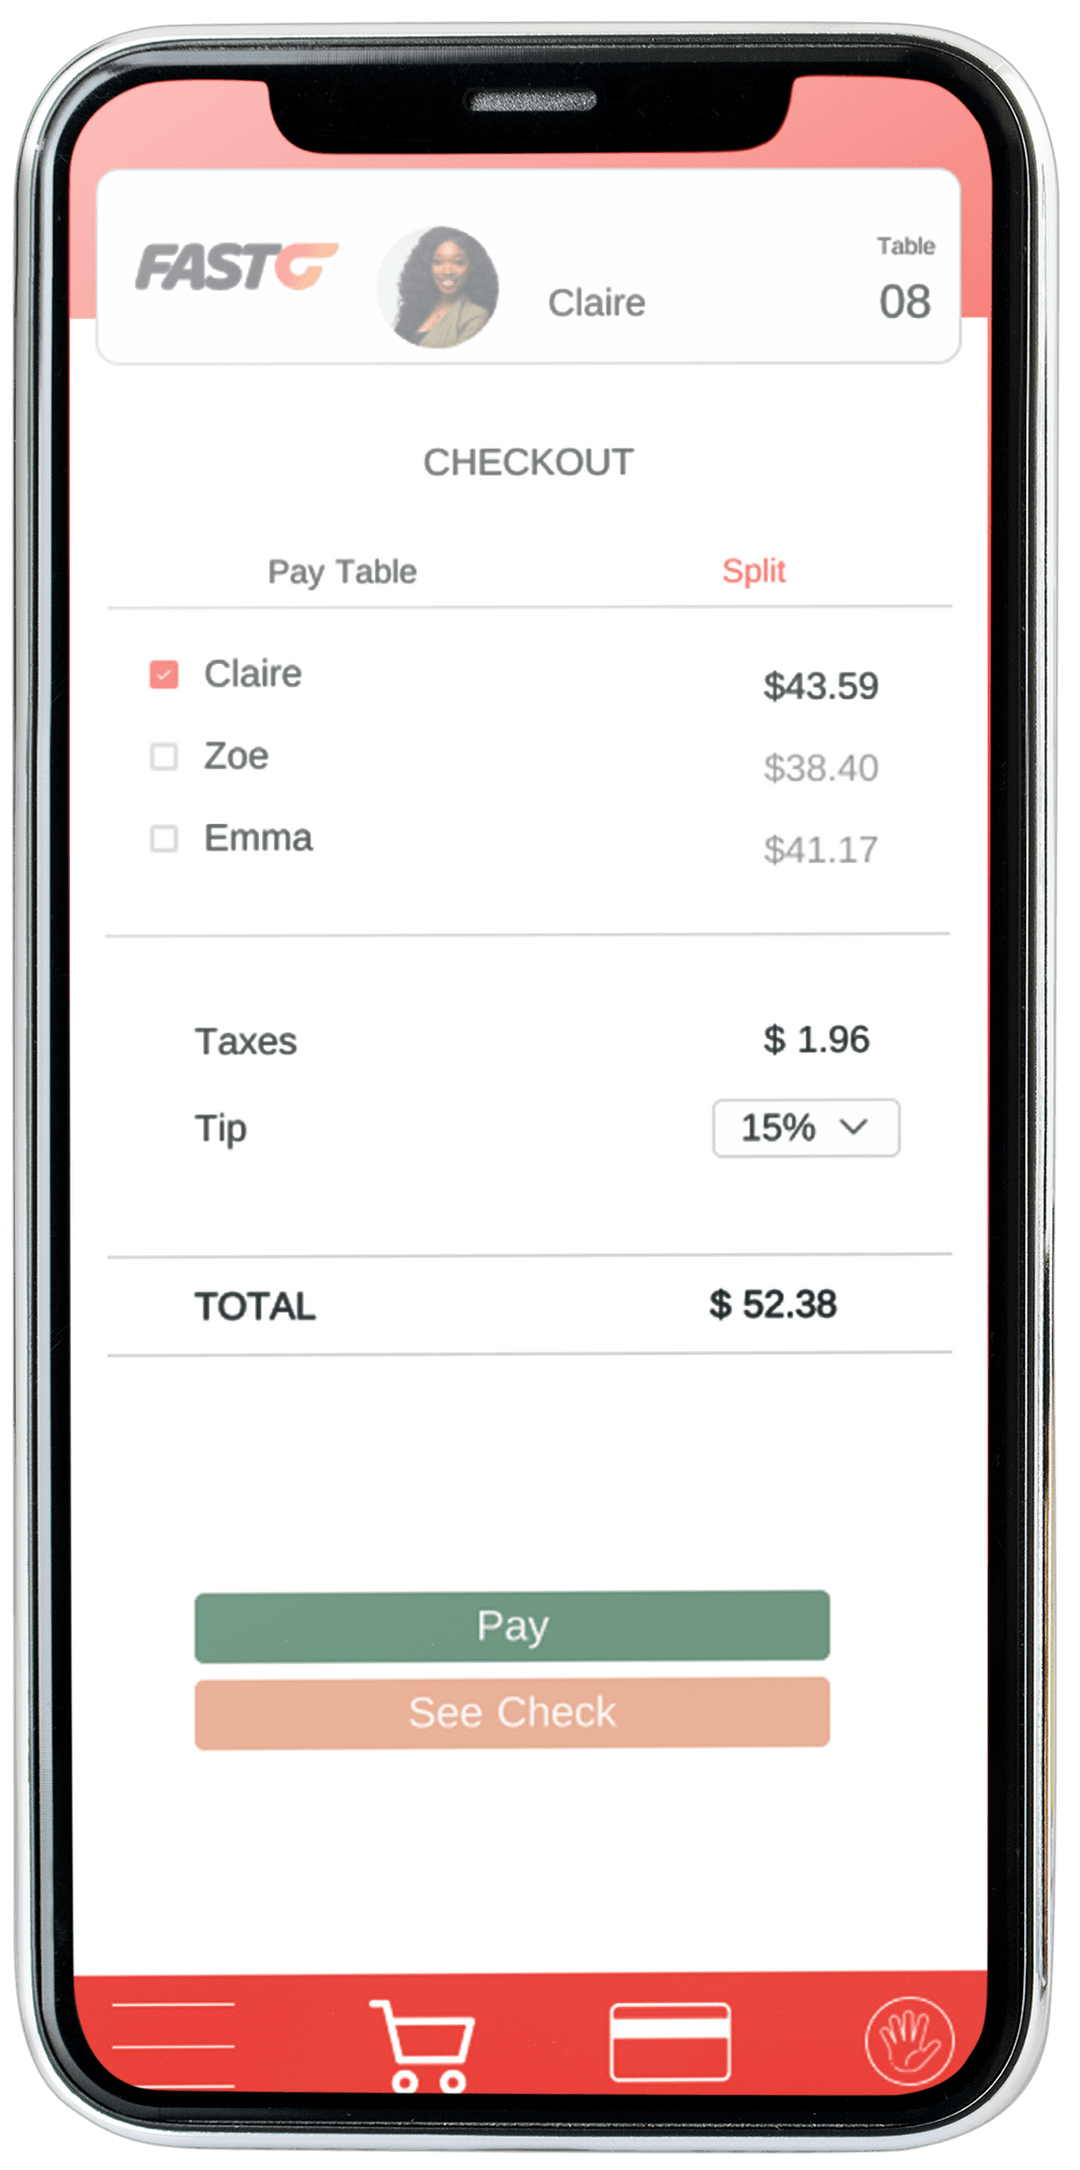 FAST
Claire
Table
08
CHECKOUT
Pay Table Split
Claire $43.59
Zoe $38.40
Emma $41.17
Taxes $ 1.96
Tip 15%
TOTAL $ 52.38
Pay
See Check